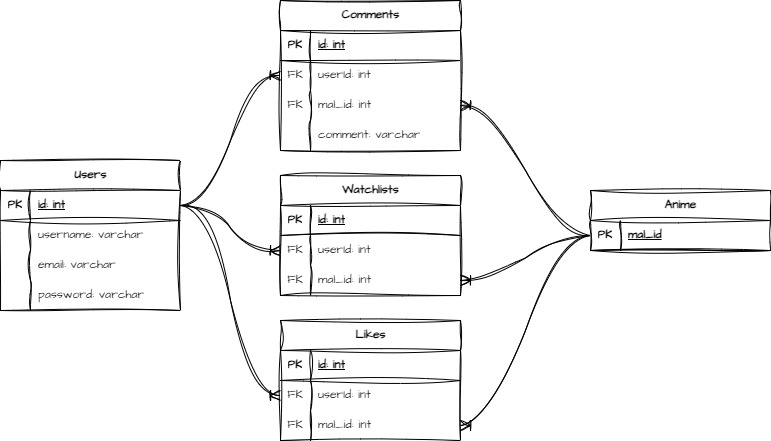 Comments
PK id: int
FK userId: int
FK mal_id: int
comment: varchar
Users
PK id: int
username: varchar
email: varchar
password: varchar
Watchlists
PK id: int
FK userId: int
FK mal_id: int
Anime
PK mal_id
Likes
PK id: int
FK userId: int
FK mal_id: int